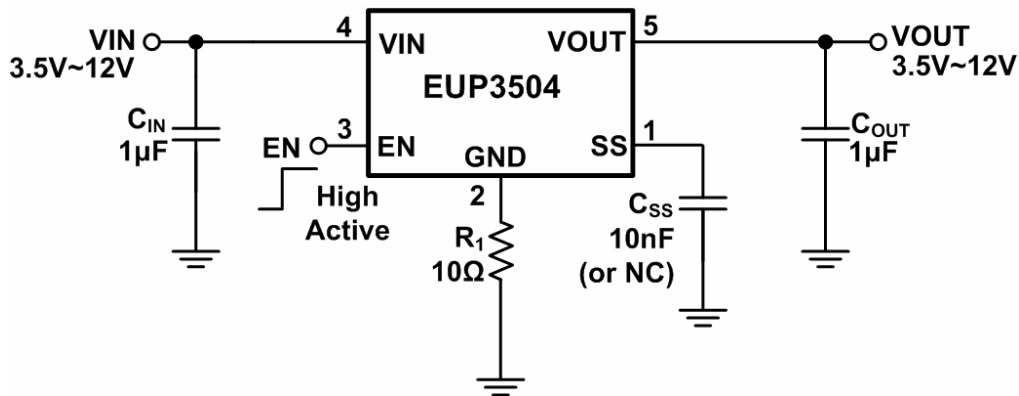 VIN
3.5V~12V
4
VIN
VOUT
5
VOUT
3.5V~12V
EUP3504
CIN
1µF
3
EN
EN
High
Active
GND
2
SS
1
COUT
1µF
R1
10Ω
CSS
10nF
(or NC)